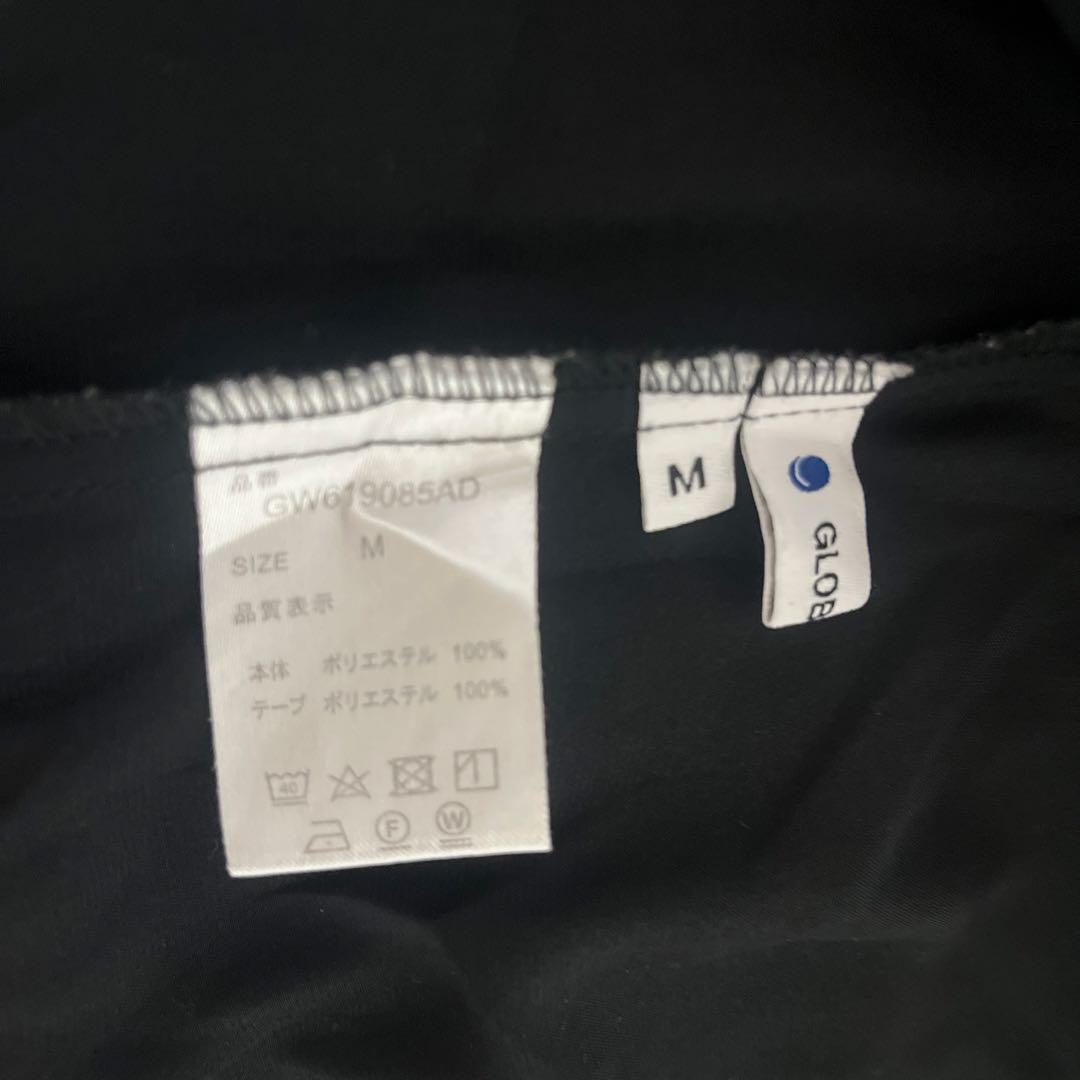 品番
GW619085AD
SIZE M
品質表示
本体 ポリエステル 100%
テープ ポリエステル 100%
40
F W
M
GLOB